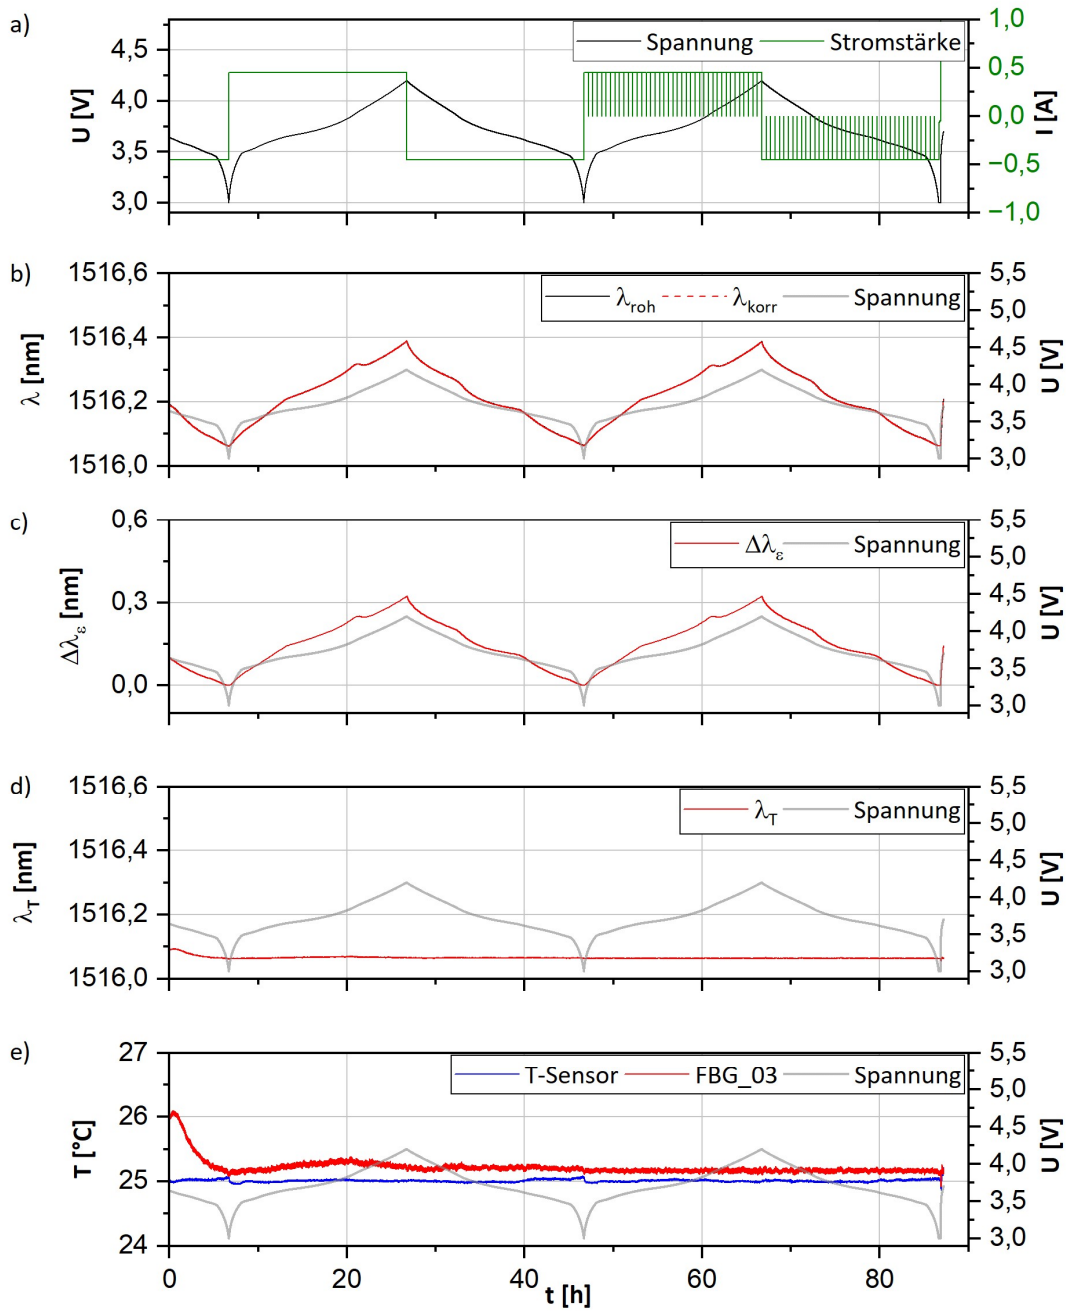 a)
Spannung Stromstärke
U [V]
4,5
4,0
3,5
3,0
I [A]
1,0
0,5
0,0
−0,5
−1,0
b)
λroh λkorr Spannung
λ [nm]
1516,6
1516,4
1516,2
1516,0
U [V]
5,5
5,0
4,5
4,0
3,5
3,0
c)
Δλε Spannung
Δλε [nm]
0,6
0,3
0,0
U [V]
5,5
5,0
4,5
4,0
3,5
3,0
d)
λT Spannung
λT [nm]
1516,6
1516,4
1516,2
1516,0
U [V]
5,5
5,0
4,5
4,0
3,5
3,0
e)
T-Sensor FBG_03 Spannung
T [°C]
27
26
25
24
U [V]
5,5
5,0
4,5
4,0
3,5
3,0
0 20 40 60 80
t [h]